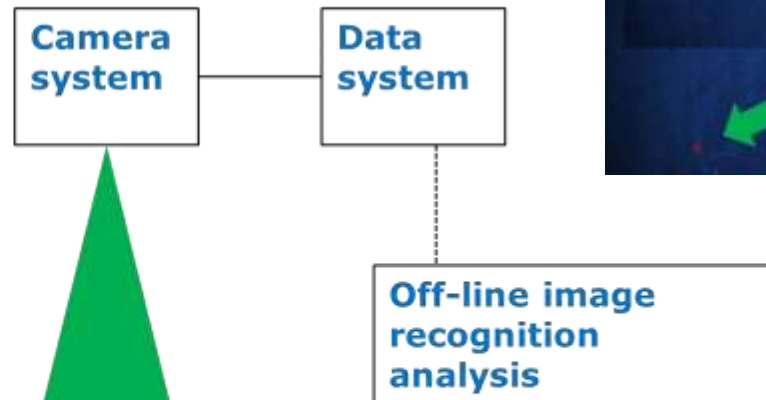 Camera
system
Data
system
Off-line image
recognition
analysis